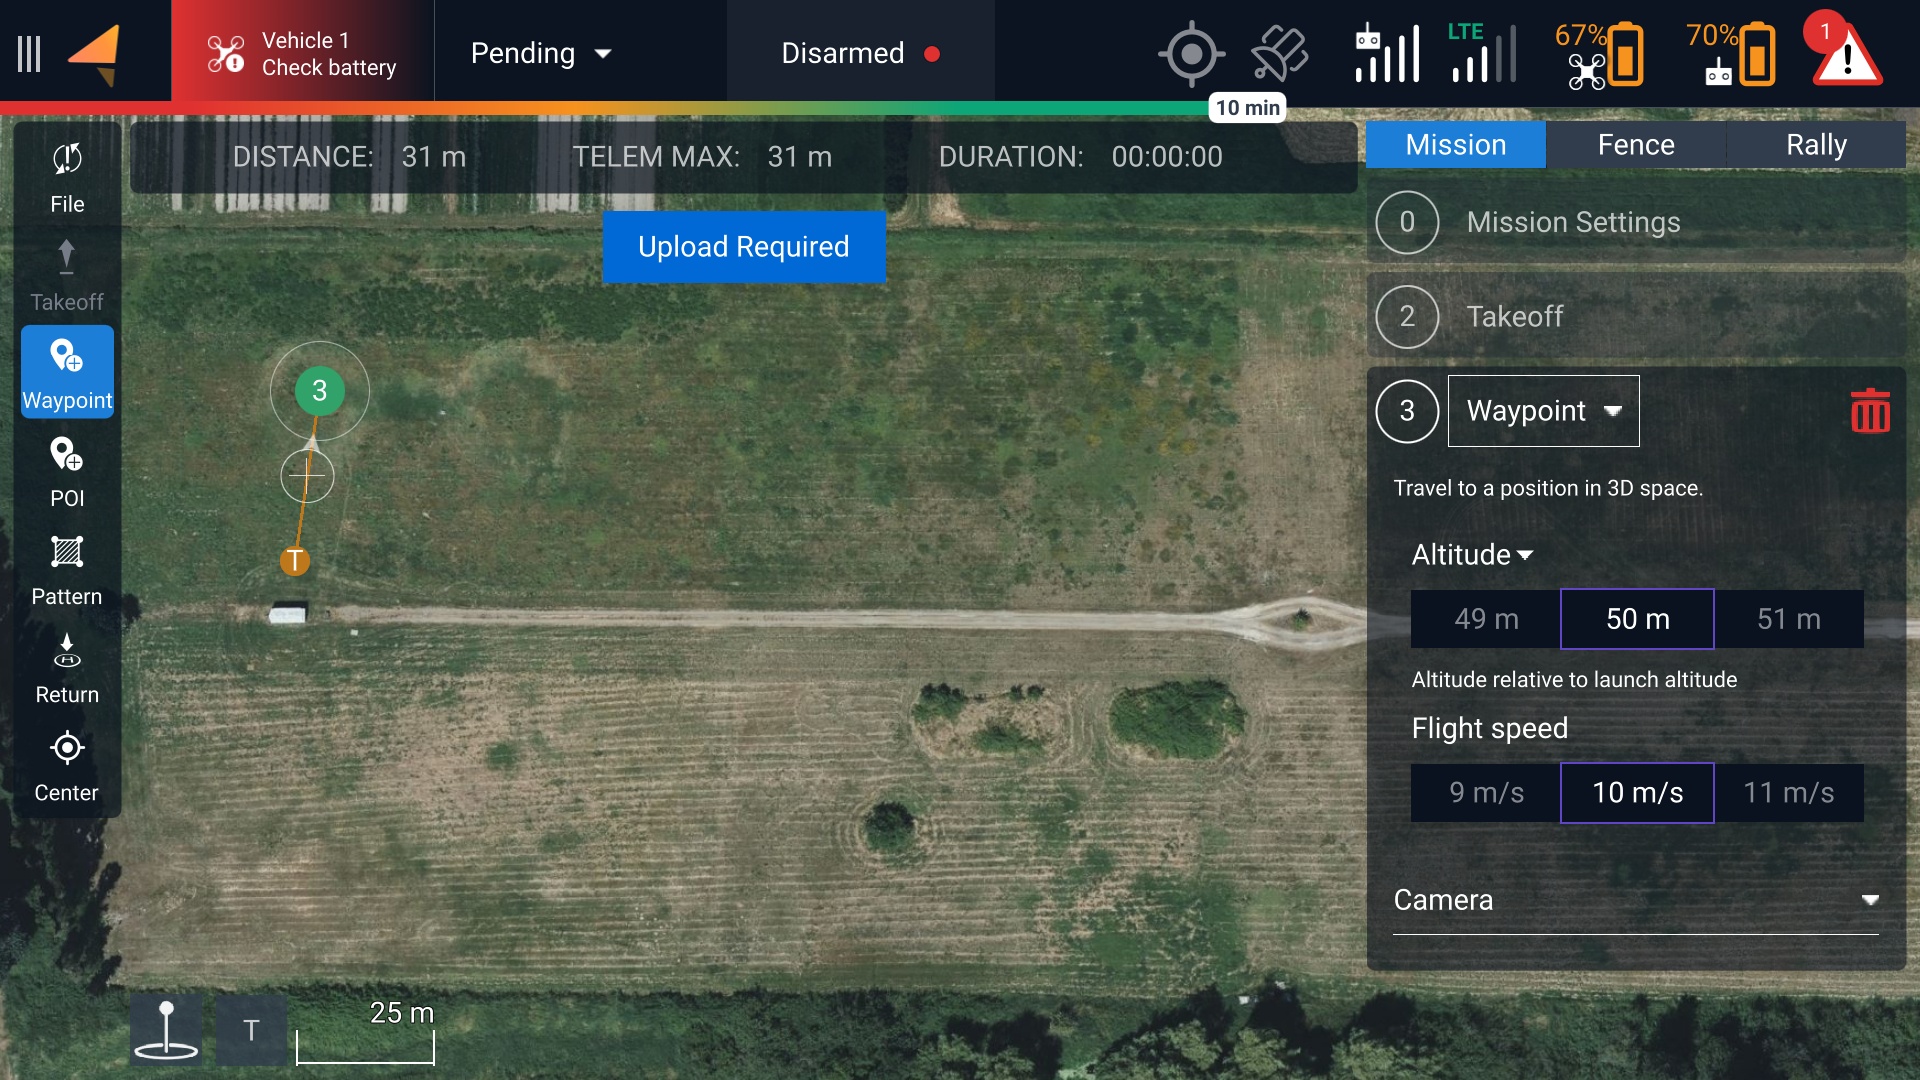 Vehicle 1
Check battery
Pending
Disarmed
LTE
67%
70%
1
10 min
File
Takeoff
Waypoint
POI
Pattern
Return
Center
DISTANCE: 31 m TELEM MAX: 31 m DURATION: 00:00:00
Upload Required
3
T
T
25 m
Mission Fence Rally
0 Mission Settings
2 Takeoff
3 Waypoint
Travel to a position in 3D space.
Altitude
49 m 50 m 51 m
Altitude relative to launch altitude
Flight speed
9 m/s 10 m/s 11 m/s
Camera